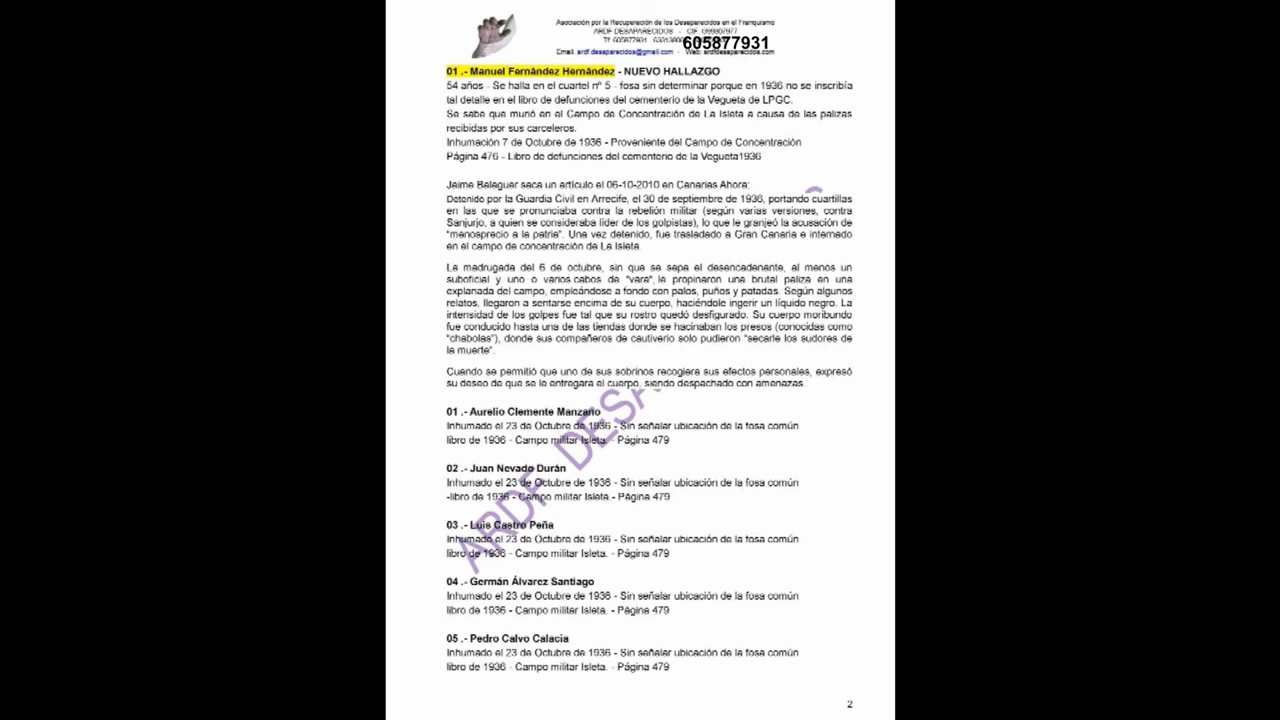 Asociación por la Recuperación de los Desaparecidos en el Franquismo
ARDF DESAPARECIDOS - CIF.
Tf: 605877931
605877931
Email. ardf.desaparecidos@gmail.com - Web: ardfdesaparecidos.com
01 .- Manuel Fernández Hernández - NUEVO HALLAZGO
54 años - Se halla en el cuartel nº 5 - fosa sin determinar porque en 1936 no se inscribía
tal detalle en el libro de defunciones del cementerio de la Vegueta de LPGC.
Se sabe que murió en el Campo de Concentración de La Isleta a causa de las palizas
recibidas por sus carceleros.
Inhumación 7 de Octubre de 1936 - Proveniente del Campo de Concentración
Página 476 - Libro de defunciones del cementerio de la Vegueta1936
Jaime Balaguer saca un artículo el 06-10-2010 en Canarias Ahora:
Detenido por la Guardia Civil en Arrecife, el 30 de septiembre de 1936, portando cuartillas
en las que se pronunciaba contra la rebelión militar (según varias versiones, contra
Sanjurjo, a quien se consideraba líder de los golpistas), lo que le granjeó la acusación de
"menosprecio a la patria". Una vez detenido, fue trasladado a Gran Canaria e internado
en el campo de concentración de La Isleta.
La madrugada del 6 de octubre, sin que se sepa el desencadenante, al menos un
suboficial y uno o varios cabos de "vara", le propinaron una brutal paliza en una
explanada del campo, empleándose a fondo con palos, puños y patadas. Según algunos
relatos, llegaron a sentarse encima de su cuerpo, haciéndole ingerir un líquido negro. La
intensidad de los golpes fue tal que su rostro quedó desfigurado. Su cuerpo moribundo
fue conducido hasta una de las tiendas donde se hacinaban los presos (conocidas como
"chabolas"), donde sus compañeros de cautiverio solo pudieron "secarle los sudores de
la muerte".
Cuando se permitió que uno de sus sobrinos recogiera sus efectos personales, expresó
su deseo de que se le entregara el cuerpo, siendo despachado con amenazas.
01 .- Aurelio Clemente Manzano
Inhumado el 23 de Octubre de 1936 - Sin señalar ubicación de la fosa común
libro de 1936 - Campo militar Isleta. - Página 479
02 .- Juan Nevado Durán
Inhumado el 23 de Octubre de 1936 - Sin señalar ubicación de la fosa común
-libro de 1936 - Campo militar Isleta.- Página 479
03 .- Luis Castro Peña
Inhumado el 23 de Octubre de 1936 - Sin señalar ubicación de la fosa común
libro de 1936 - Campo militar Isleta. - Página 479
04 .- Germán Álvarez Santiago
Inhumado el 23 de Octubre de 1936 - Sin señalar ubicación de la fosa común
libro de 1936 - Campo militar Isleta. - Página 479
05 .- Pedro Calvo Calacia
Inhumado el 23 de Octubre de 1936 - Sin señalar ubicación de la fosa común
libro de 1936 - Campo militar Isleta. - Página 479
ARDF DESA
2